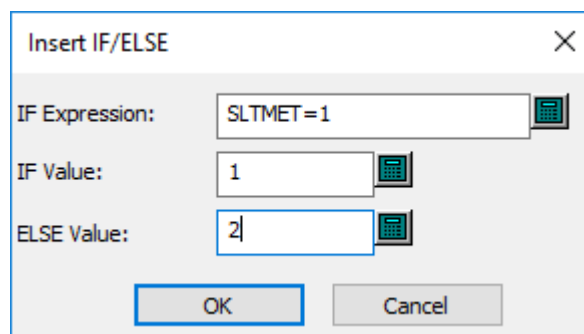 Insert IF/ELSE
IF Expression: SLTMET=1
IF Value: 1
ELSE Value: 2
OK Cancel